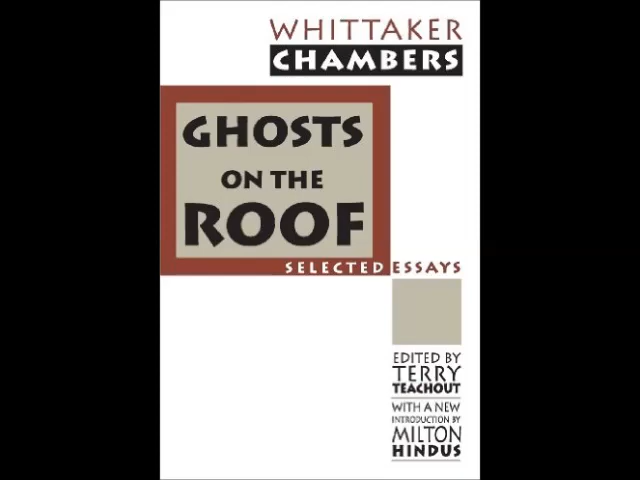 WHITTAKER
CHAMBERS
GHOSTS
ON THE
ROOF
SELECTED ESSAYS
EDITED BY
TERRY
TEACHOUT
WITH A NEW
INTRODUCTION BY
MILTON
HINDUS